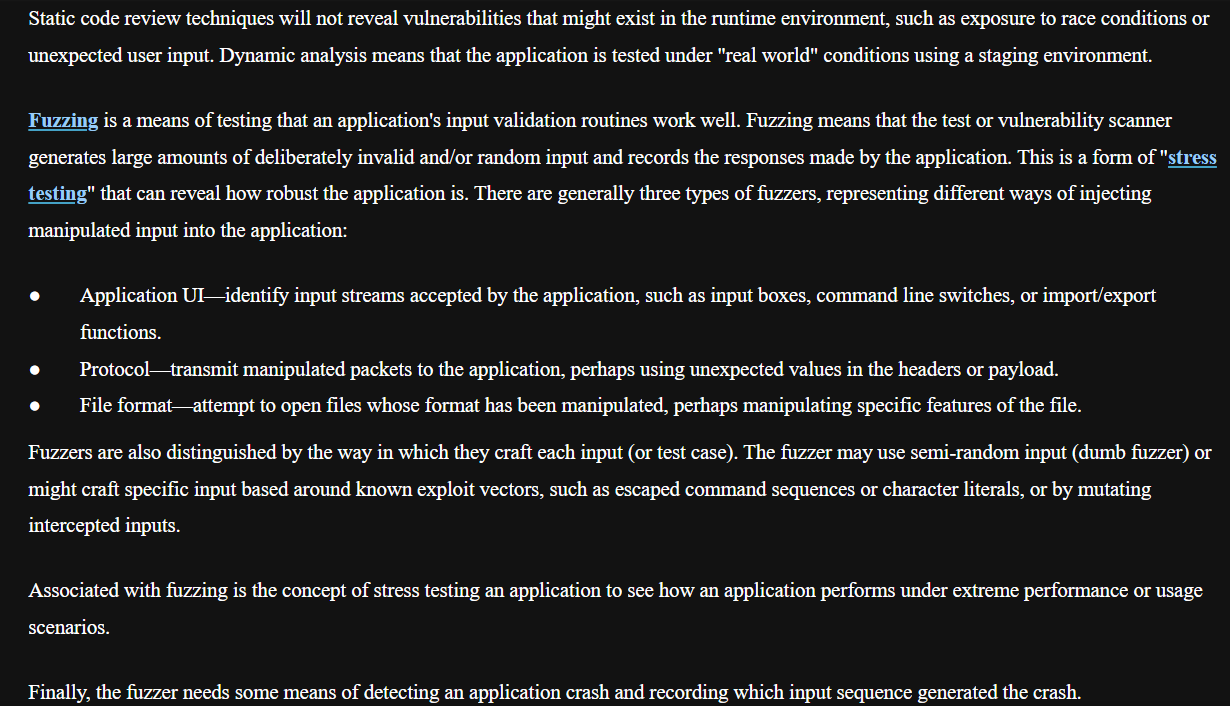 Static code review techniques will not reveal vulnerabilities that might exist in the runtime environment, such as exposure to race conditions or
unexpected user input. Dynamic analysis means that the application is tested under "real world" conditions using a staging environment.
Fuzzing is a means of testing that an application's input validation routines work well. Fuzzing means that the test or vulnerability scanner
generates large amounts of deliberately invalid and/or random input and records the responses made by the application. This is a form of "stress
testing" that can reveal how robust the application is. There are generally three types of fuzzers, representing different ways of injecting
manipulated input into the application:
● Application UI—identify input streams accepted by the application, such as input boxes, command line switches, or import/export
functions.
● Protocol—transmit manipulated packets to the application, perhaps using unexpected values in the headers or payload.
● File format—attempt to open files whose format has been manipulated, perhaps manipulating specific features of the file.
Fuzzers are also distinguished by the way in which they craft each input (or test case). The fuzzer may use semi-random input (dumb fuzzer) or
might craft specific input based around known exploit vectors, such as escaped command sequences or character literals, or by mutating
intercepted inputs.
Associated with fuzzing is the concept of stress testing an application to see how an application performs under extreme performance or usage
scenarios.
Finally, the fuzzer needs some means of detecting an application crash and recording which input sequence generated the crash.